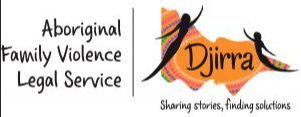 Aboriginal
Family Violence
Legal Service
Djirra
Sharing stories, finding solutions